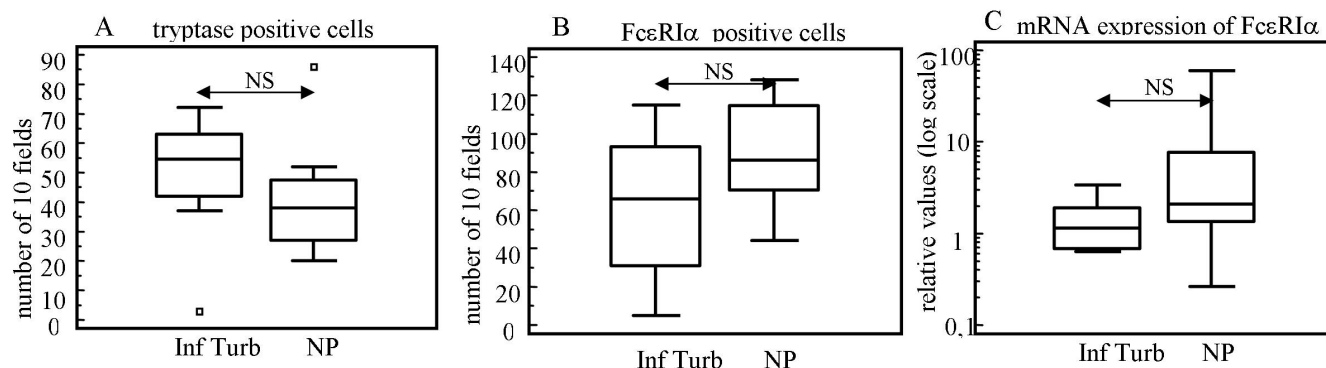 A tryptase positive cells
number of 10 fields
90
80
70
60
50
40
30
20
10
0
NS
Inf Turb NP
B FcεRIα positive cells
number of 10 fields
140
120
100
80
60
40
20
0
NS
Inf Turb NP
C mRNA expression of FcεRIα
relative values (log scale)
100
10
1
0,1
NS
Inf Turb NP